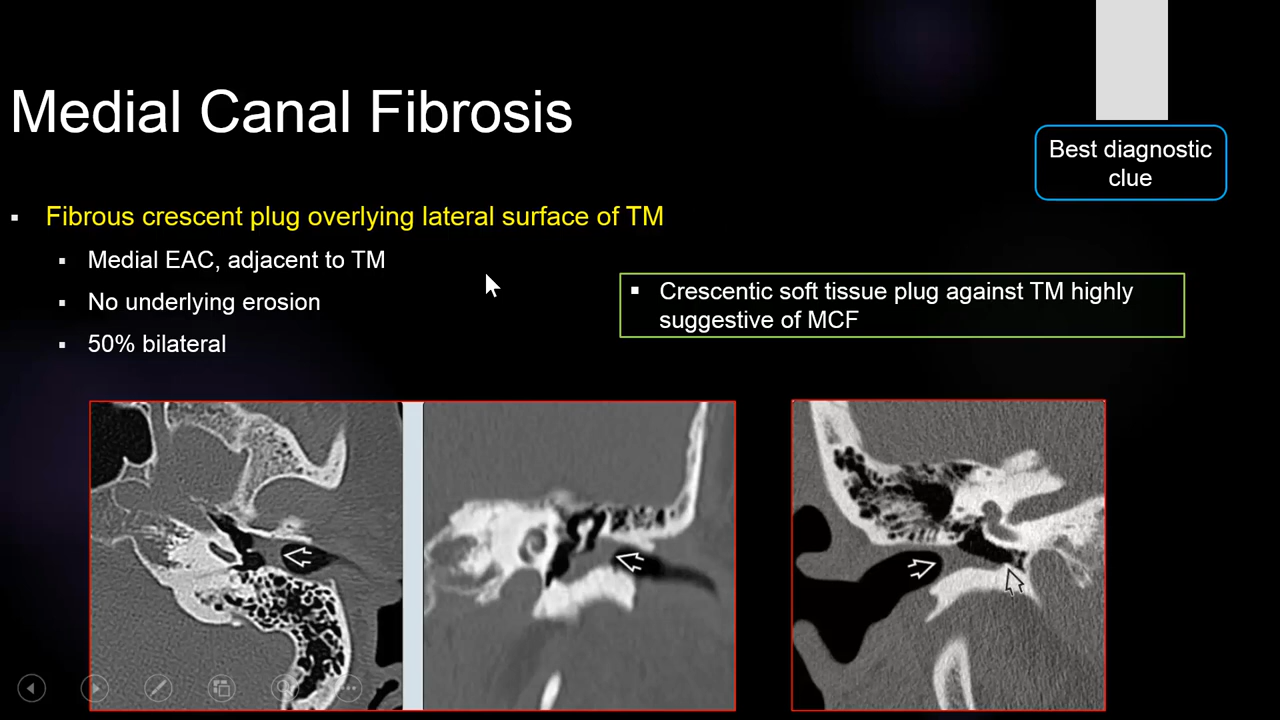 Medial Canal Fibrosis
Best diagnostic
clue
Fibrous crescent plug overlying lateral surface of TM
Medial EAC, adjacent to TM
No underlying erosion
50% bilateral
Crescentic soft tissue plug against TM highly
suggestive of MCF